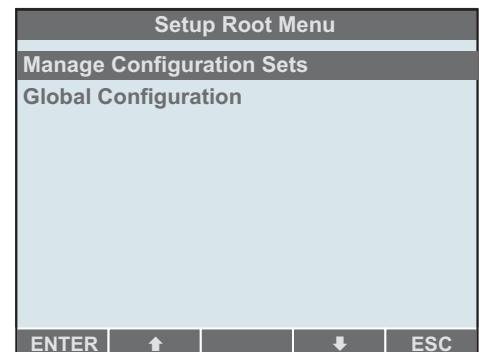 Setup Root Menu
Manage Configuration Sets
Global Configuration
ENTER ⬆ ⬇ ESC